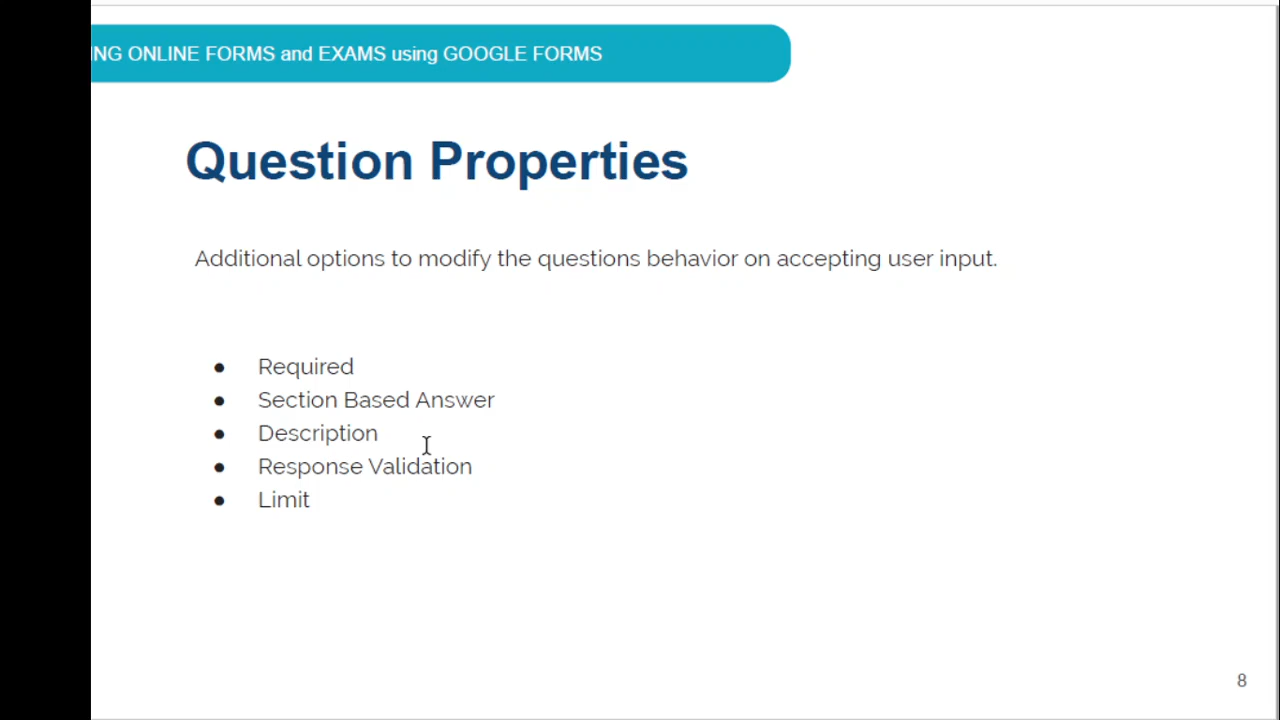 ING ONLINE FORMS and EXAMS using GOOGLE FORMS
Question Properties
Additional options to modify the questions behavior on accepting user input.
● Required
● Section Based Answer
● Description
● Response Validation
● Limit
8